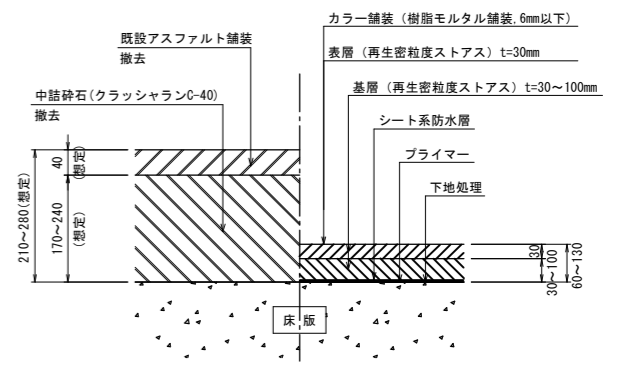 カラー舗装（樹脂モルタル舗装,6mm以下）
既設アスファルト舗装
撤去
表層（再生密粒度ストアス）t=30mm
中詰砕石(クラッシャランC-40)
撤去
基層（再生密粒度ストアス）t=30～100mm
シート系防水層
プライマー
下地処理
210～280(想定)
40
(想定)
170～240
(想定)
30
30～100
60～130
床 版